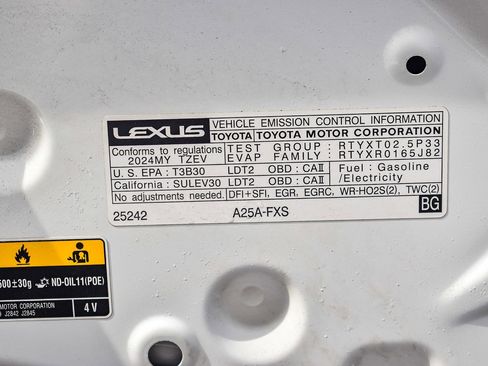 LEXUS VEHICLE EMISSION CONTROL INFORMATION
TOYOTA TOYOTA MOTOR CORPORATION
Conforms to regulations TEST GROUP : RTYXT02.5P33
2024MY TZEV EVAP FAMILY : RTYXR0165J82
U.S. EPA : T3B30 LDT2 OBD : CAII Fuel : Gasoline
California : SULEV30 LDT2 OBD : CAII /Electricity
No adjustments needed. DFI+SFI, EGR, EGRC, WR-HO2S(2), TWC(2)
25242 A25A-FXS BG
500±30g ND-OIL11(POE)
MOTOR CORPORATION
J2842 J2845 4 V